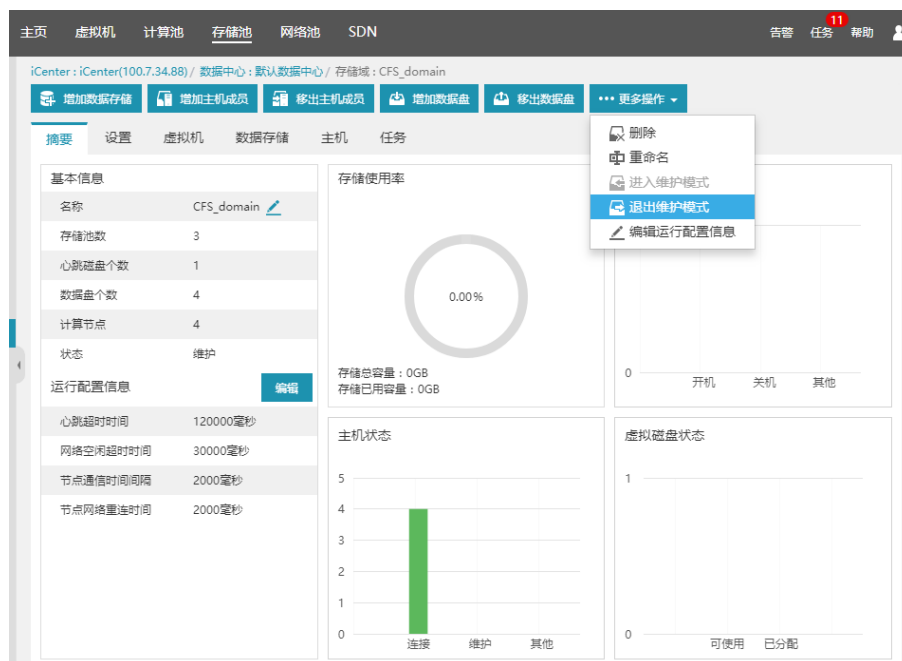 主页 虚拟机 计算池 存储池 网络池 SDN 告警 任务 11 帮助
iCenter : iCenter(100.7.34.88) / 数据中心 : 默认数据中心 / 存储域 : CFS_domain
增加数据存储 增加主机成员 移出主机成员 增加数据盘 移出数据盘 ••• 更多操作
摘要 设置 虚拟机 数据存储 主机 任务
删除
重命名
进入维护模式
退出维护模式
编辑运行配置信息
基本信息
名称 CFS_domain
存储池数 3
心跳磁盘个数 1
数据盘个数 4
计算节点 4
状态 维护
运行配置信息 编辑
心跳超时时间 120000毫秒
网络空闲超时时间 30000毫秒
节点通信时间间隔 2000毫秒
节点网络重连时间 2000毫秒
存储使用率
0.00%
存储总容量：0GB
存储已用容量：0GB
0
开机 关机 其他
主机状态
5
4
3
2
1
0
连接 维护 其他
虚拟磁盘状态
1
0
可使用 已分配